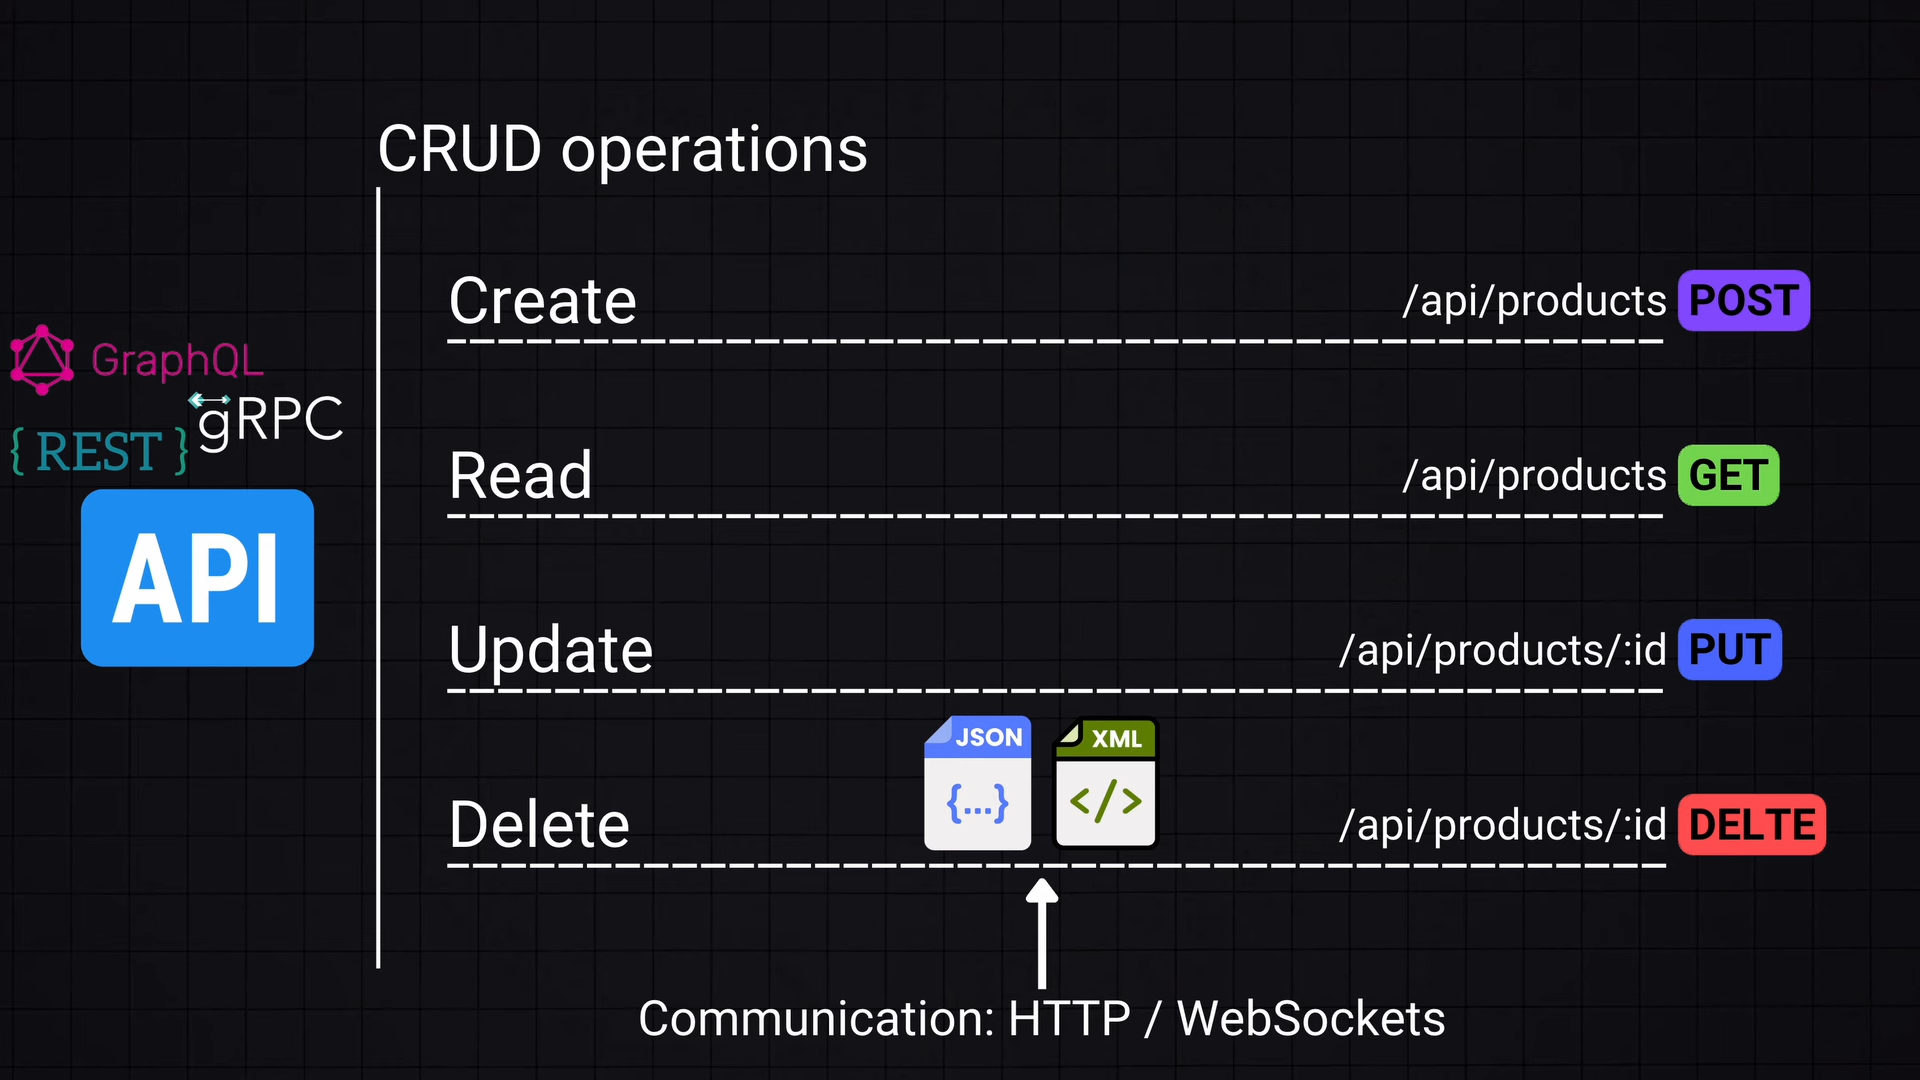 CRUD operations
Create
/api/products POST
GraphQL
gRPC
{ REST }
API
Read
/api/products GET
Update
/api/products/:id PUT
JSON
{...}
XML
</>
Delete
/api/products/:id DELTE
Communication: HTTP / WebSockets